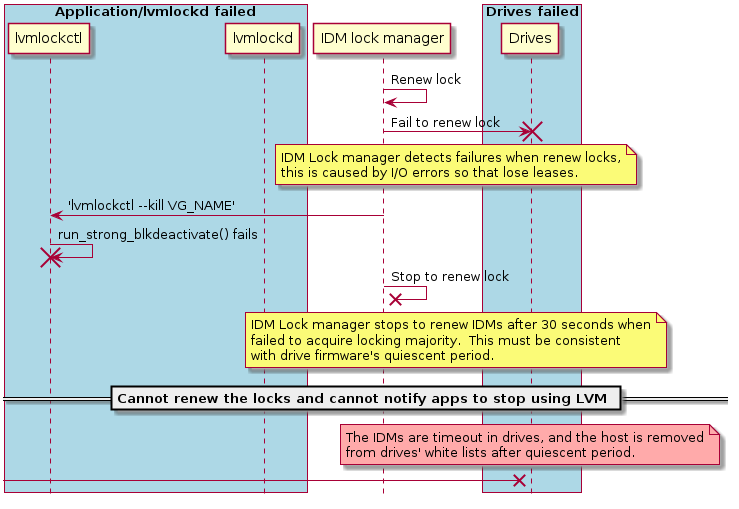 Application/lvmlockd failed
Drives failed
lvmlockctl
lvmlockd
IDM lock manager
Drives
Renew lock
Fail to renew lock
IDM Lock manager detects failures when renew locks,
this is caused by I/O errors so that lose leases.
'lvmlockctl --kill VG_NAME'
run_strong_blkdeactivate() fails
Stop to renew lock
IDM Lock manager stops to renew IDMs after 30 seconds when
failed to acquire locking majority.  This must be consistent
with drive firmware's quiescent period.
Cannot renew the locks and cannot notify apps to stop using LVM
The IDMs are timeout in drives, and the host is removed
from drives' white lists after quiescent period.